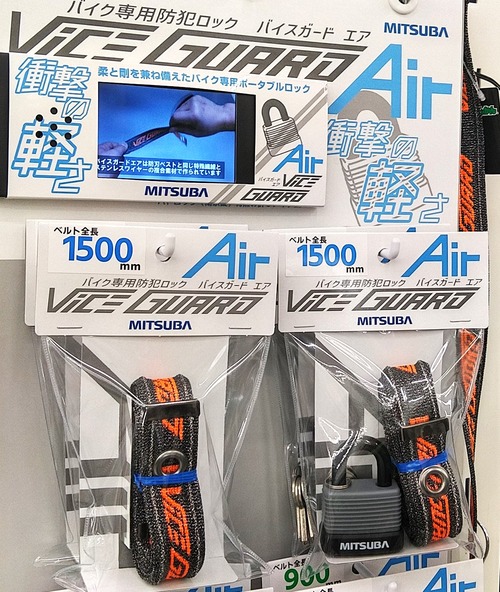 バイク専用防犯ロック バイスガード エア
MITSUBA
VICE GUARD
Air
柔と剛を兼ね備えたバイク専用ポータブルロック
衝撃の軽さ
バイスガードエアは防刃ベストと同じ特殊繊維と
ステンレスワイヤーの複合素材で作られています
Air
バイスガード エア
VICE GUARD
MITSUBA
衝撃の軽さ
ベルト全長
1500mm
Air
バイク専用防犯ロック バイスガード エア
VICE GUARD
MITSUBA
ベルト全長
1500mm
Air
バイク専用防犯ロック バイスガード エア
VICE GUARD
MITSUBA
VICE GUARD
MITSUBA
ベルト全長
900mm
Air